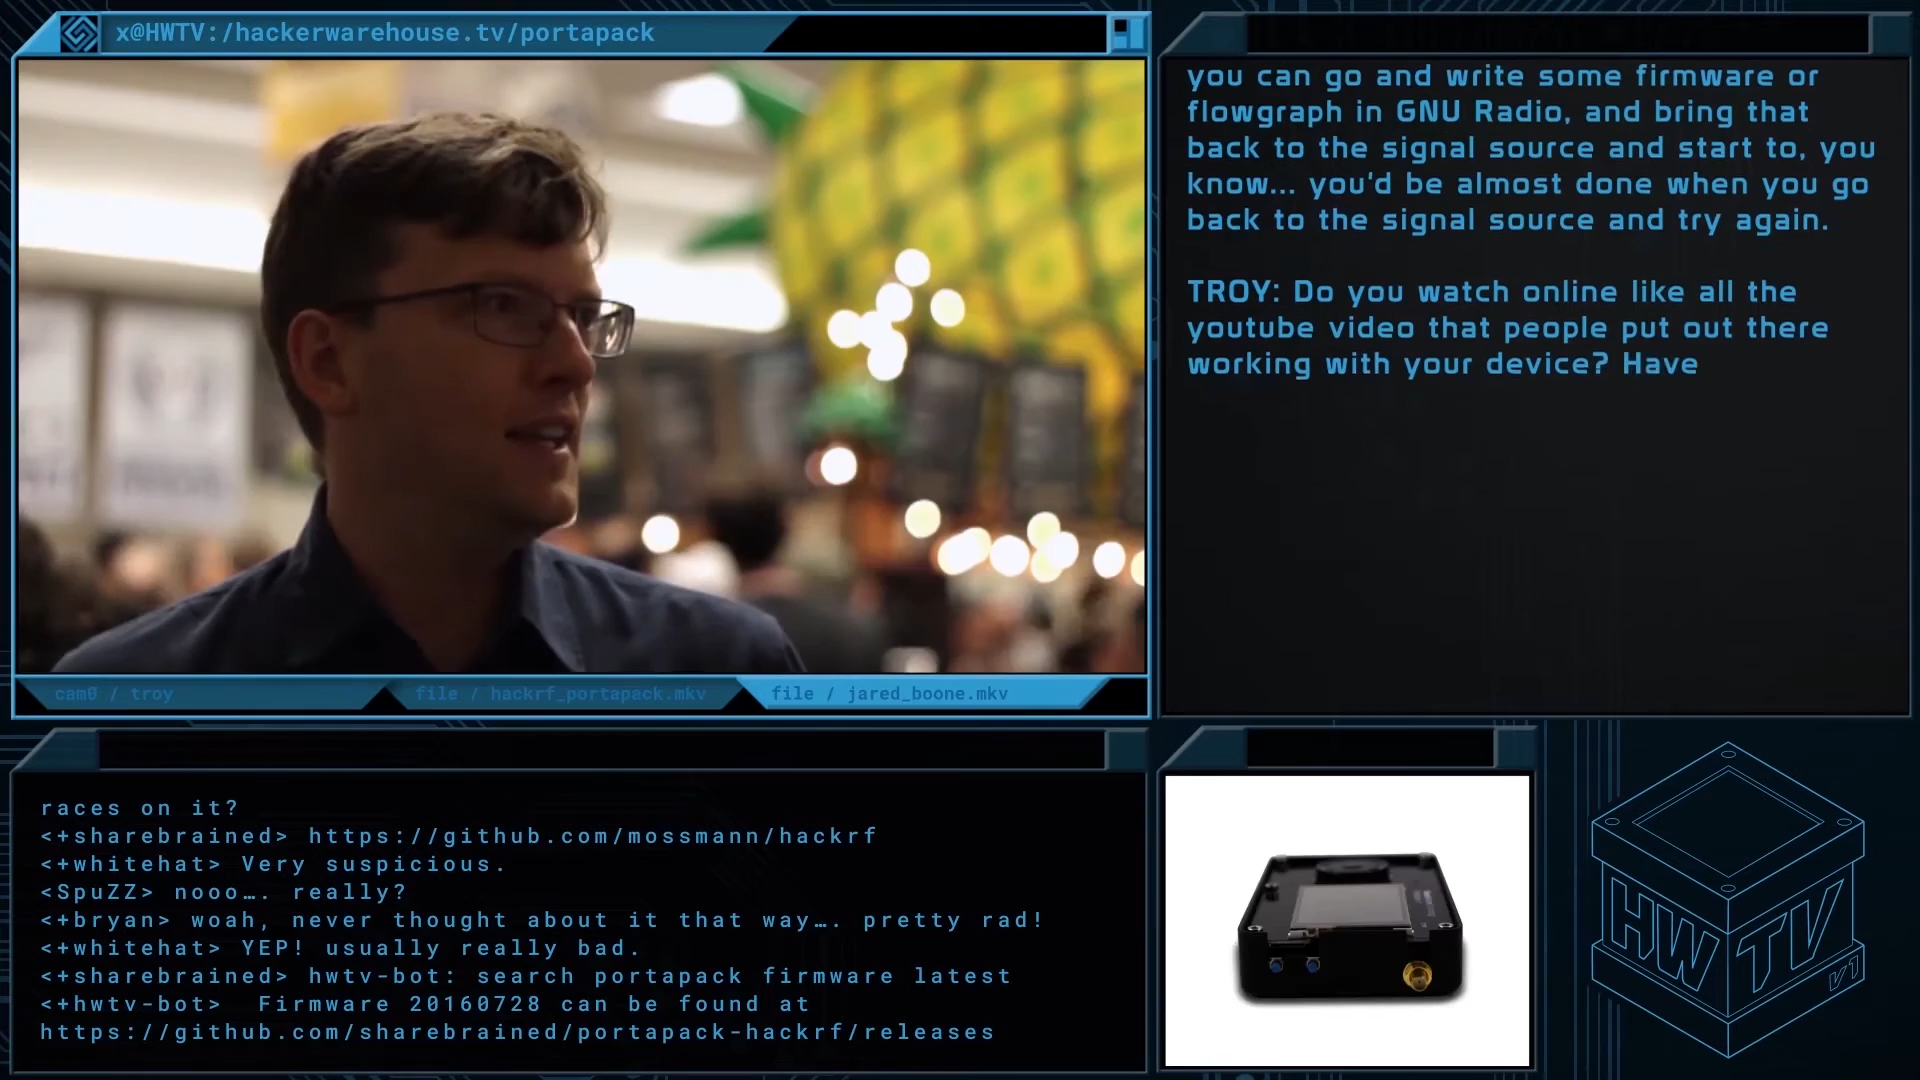 x@HWTV:/hackerwarehouse.tv/portapack
you can go and write some firmware or
flowgraph in GNU Radio, and bring that
back to the signal source and start to, you
know... you'd be almost done when you go
back to the signal source and try again.
TROY: Do you watch online like all the
youtube video that people put out there
working with your device? Have
cam0 / troy
file / hackrf_portapack.mkv
file / jared_boone.mkv
races on it?
<+sharebrained> https://github.com/mossmann/hackrf
<+whitehat> Very suspicious.
<SpuZZ> nooo…. really?
<+bryan> woah, never thought about it that way…. pretty rad!
<+whitehat> YEP! usually really bad.
<+sharebrained> hwtv-bot: search portapack firmware latest
<+hwtv-bot>  Firmware 20160728 can be found at
https://github.com/sharebrained/portapack-hackrf/releases
HW TV
v1